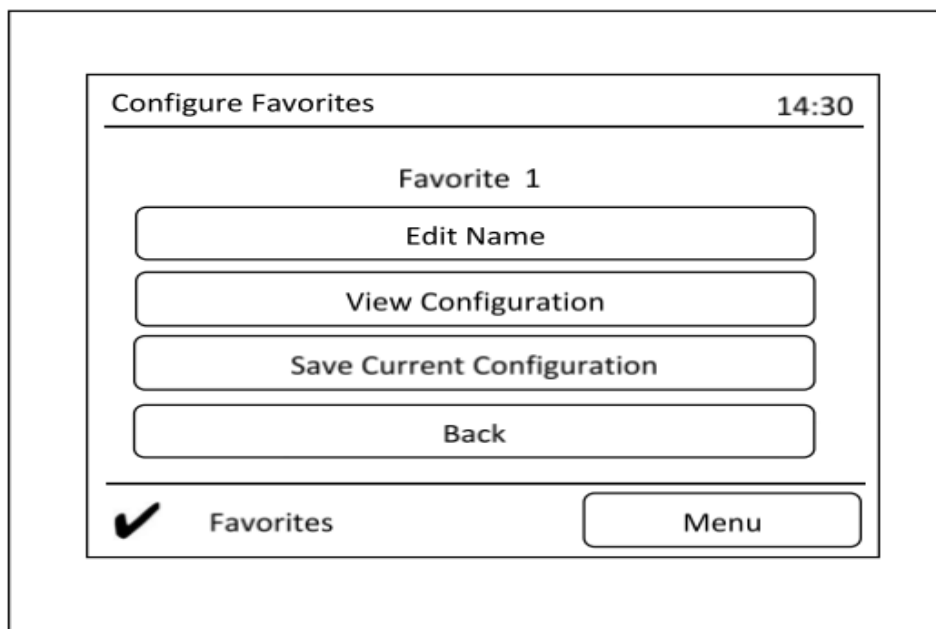 Configure Favorites 14:30
Favorite 1
Edit Name
View Configuration
Save Current Configuration
Back
Favorites Menu